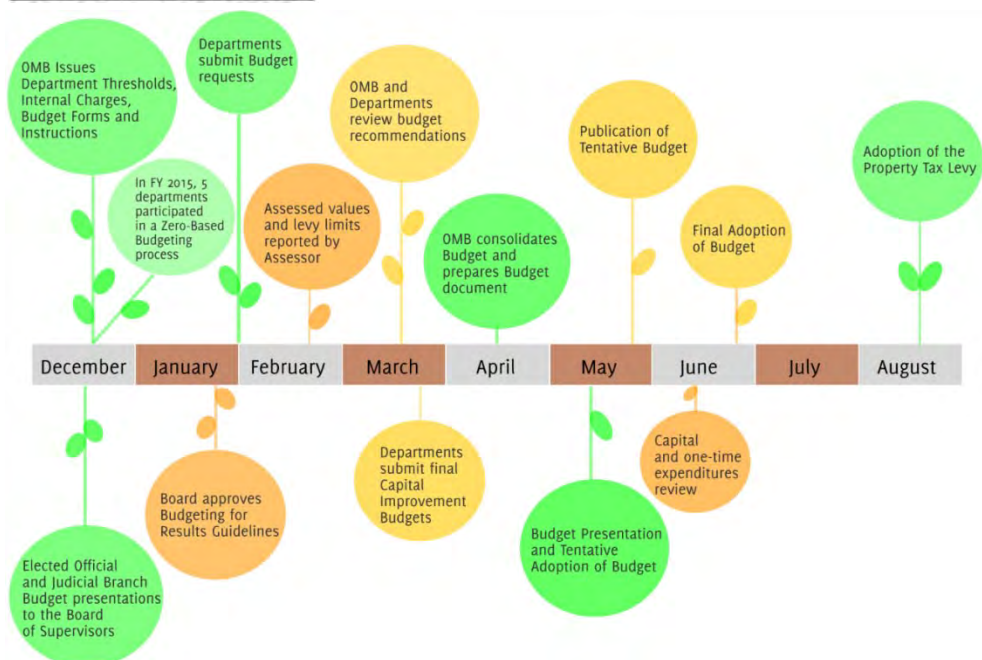 OMB Issues
Department Thresholds,
Internal Charges,
Budget Forms and
Instructions
In FY 2015, 5
departments
participated
in a Zero-Based
Budgeting
process
Departments
submit Budget
requests
Assessed values
and levy limits
reported by
Assessor
OMB and
Departments
review budget
recommendations
OMB consolidates
Budget and
prepares Budget
document
Publication of
Tentative Budget
Final Adoption
of Budget
Adoption of the
Property Tax Levy
December
January
February
March
April
May
June
July
August
Elected Official
and Judicial Branch
Budget presentations
to the Board
of Supervisors
Board approves
Budgeting for
Results Guidelines
Departments
submit final
Capital
Improvement
Budgets
Budget Presentation
and Tentative
Adoption of Budget
Capital
and one-time
expenditures
review